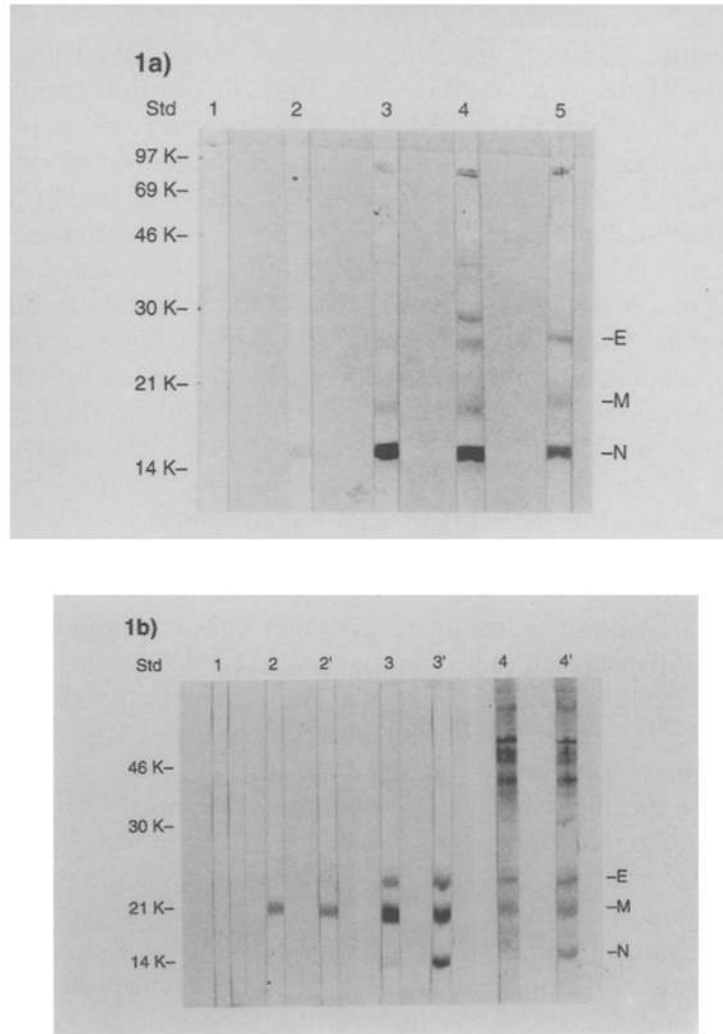 1a)
Std 1 2 3 4 5
97 K–
69 K–
46 K–
30 K–
–E
21 K–
–M
–N
14 K–
1b)
Std 1 2 2' 3 3' 4 4'
46 K–
30 K–
–E
21 K– –M
–N
14 K–